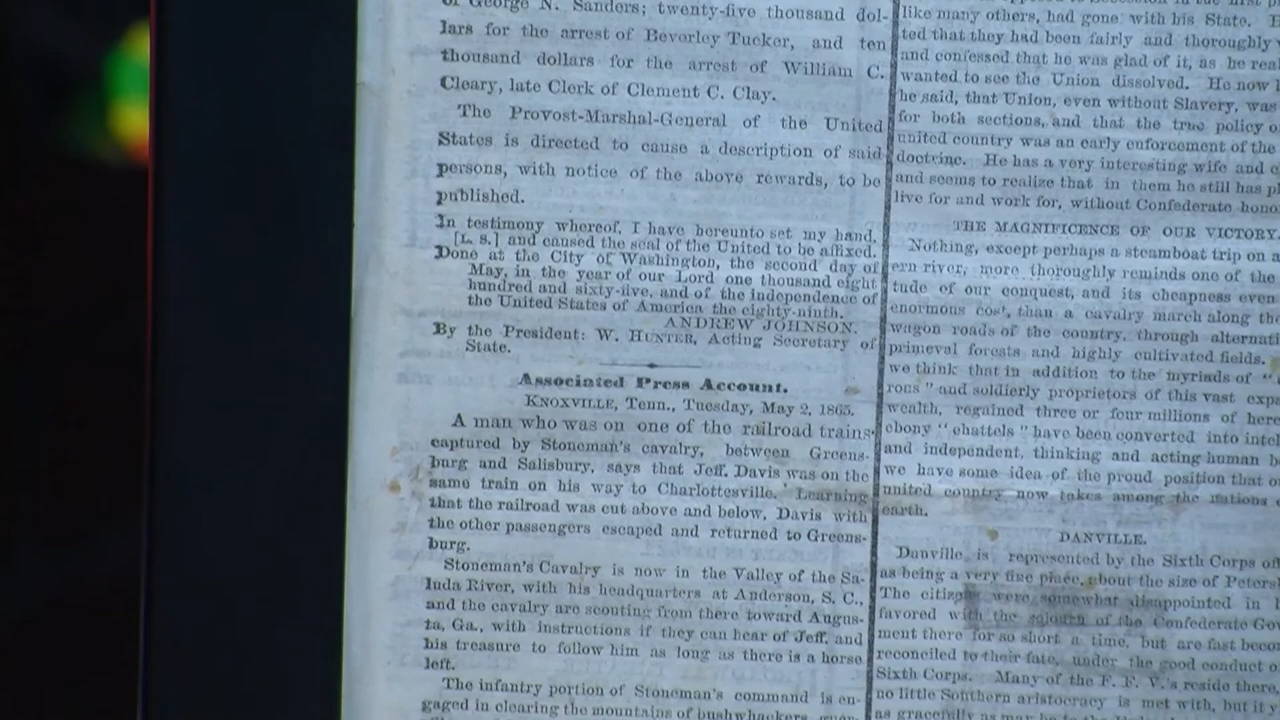 of George N. Sanders; twenty-five thousand dol-
lars for the arrest of Beverley Tucker, and ten
thousand dollars for the arrest of William C.
Cleary, late Clerk of Clement C. Clay.
The Provost-Marshal-General of the United
States is directed to cause a description of said
persons, with notice of the above rewards, to be
published.
In testimony whereof, I have hereunto set my hand,
[L. S.] and caused the seal of the United to be affixed.
Done at the City of Washington, the second day of
May, in the year of our Lord one thousand eight
hundred and sixty-five, and of the independence of
the United States of America the eighty-ninth.
ANDREW JOHNSON.
By the President: W. HUNTER, Acting Secretary of
State.
Associated Press Account.
KNOXVILLE, Tenn., Tuesday, May 2, 1865.
A man who was on one of the railroad trains
captured by Stoneman's cavalry, between Greens-
burg and Salisbury, says that Jeff. Davis was on the
same train on his way to Charlottesville. Learning
that the railroad was cut above and below, Davis with
the other passengers escaped and returned to Greens-
burg.
Stoneman's Cavalry is now in the Valley of the Sa-
luda River, with his headquarters at Anderson, S. C.,
and the cavalry are scouting from there toward Augus-
ta, Ga., with instructions if they can hear of Jeff. and
his treasure to follow him as long as there is a horse
left.
The infantry portion of Stoneman's command is en-
gaged in clearing the mountains of bushwhackers,
like many others, had gone with his State.
ted that they had been fairly and thoroughly
and confessed that he was glad of it, as he
wanted to see the Union dissolved. He now
he said, that Union, even without Slavery, was
for both sections, and that the true policy
united country was an early enforcement of the
doctrine. He has a very interesting wife and
and seems to realize that in them he still has
live for and work for, without Confederate
THE MAGNIFICENCE OF OUR VICTORY.
Nothing, except perhaps a steamboat trip on a
ern river, more thoroughly reminds one of the
tude of our conquest, and its cheapness even
enormous cost, than a cavalry march along the
wagon roads of the country, through
primeval forests and highly cultivated fields.
we think that in addition to the myriads of
rons" and soldierly proprietors of this vast
wealth, regained three or four millions of
ebony "chattels" have been converted into
and independent, thinking and acting human
we have some idea of the proud position that
united country now takes among the nations
earth.
DANVILLE.
Danville is represented by the Sixth Corps
as being a very fine place, about the size of
The citizens were somewhat disappointed in
favored with the sojourn of the Confederate
ment there for so short a time, but are fast
reconciled to their fate, under the good conduct
Sixth Corps. Many of the F. F. V.'s reside there,
no little Southern aristocracy is met with, but it
as gracefully as may be to the